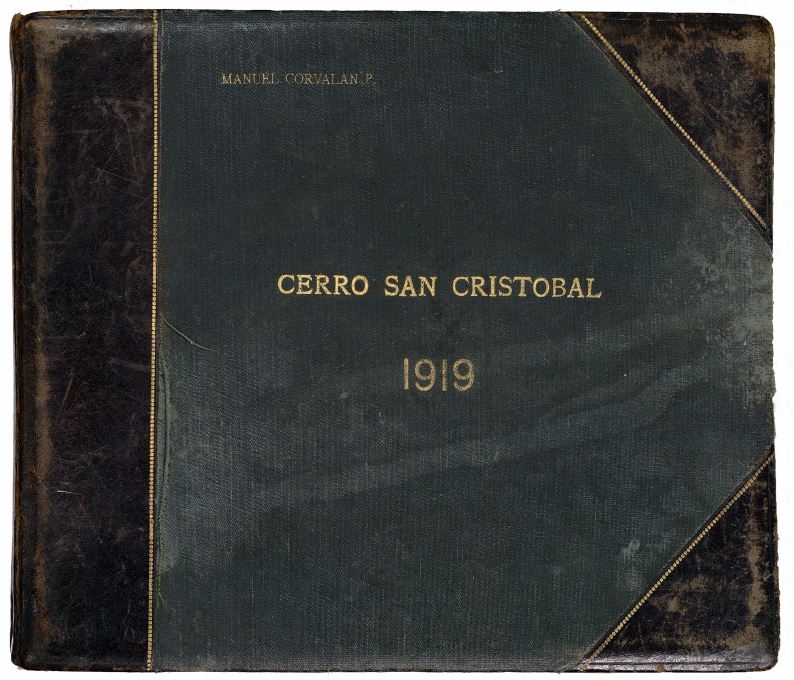 MANUEL CORVALAN P.
CERRO SAN CRISTOBAL
1919